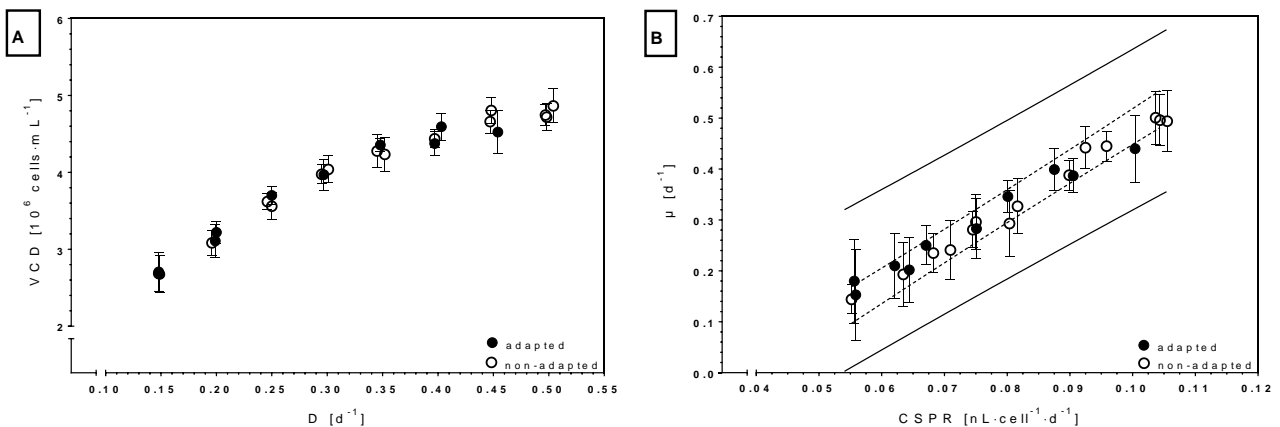 A
VCD [10⁶ cells·mL⁻¹]
6
5
4
3
2
adapted
non-adapted
0.10 0.15 0.20 0.25 0.30 0.35 0.40 0.45 0.50 0.55
D [d⁻¹]
B
µ [d⁻¹]
0.7
0.6
0.5
0.4
0.3
0.2
0.1
0.0
adapted
non-adapted
0.04 0.05 0.06 0.07 0.08 0.09 0.10 0.12
CSPR [nL·cell⁻¹·d⁻¹]